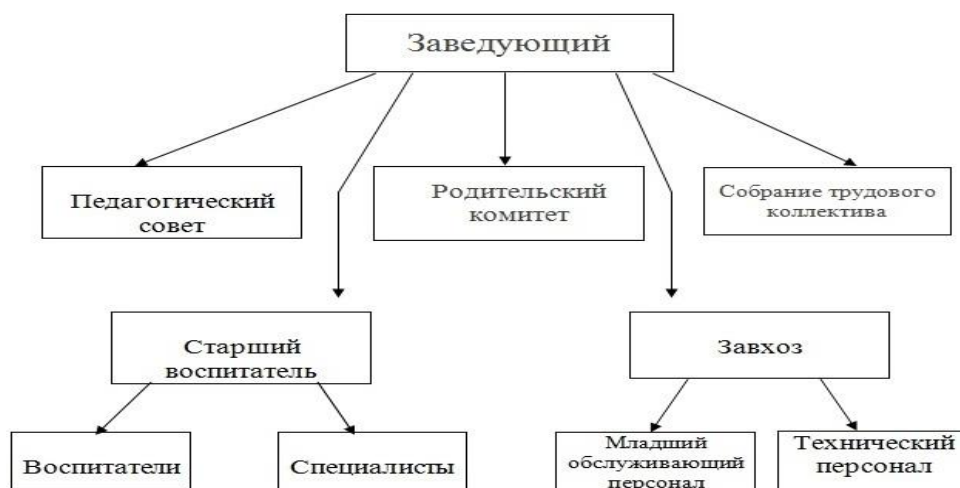 Заведующий
Педагогический
совет
Родительский
комитет
Собрание трудового
коллектива
Старший
воспитатель
Завхоз
Воспитатели
Специалисты
Младший
обслуживающий
персонал
Технический
персонал